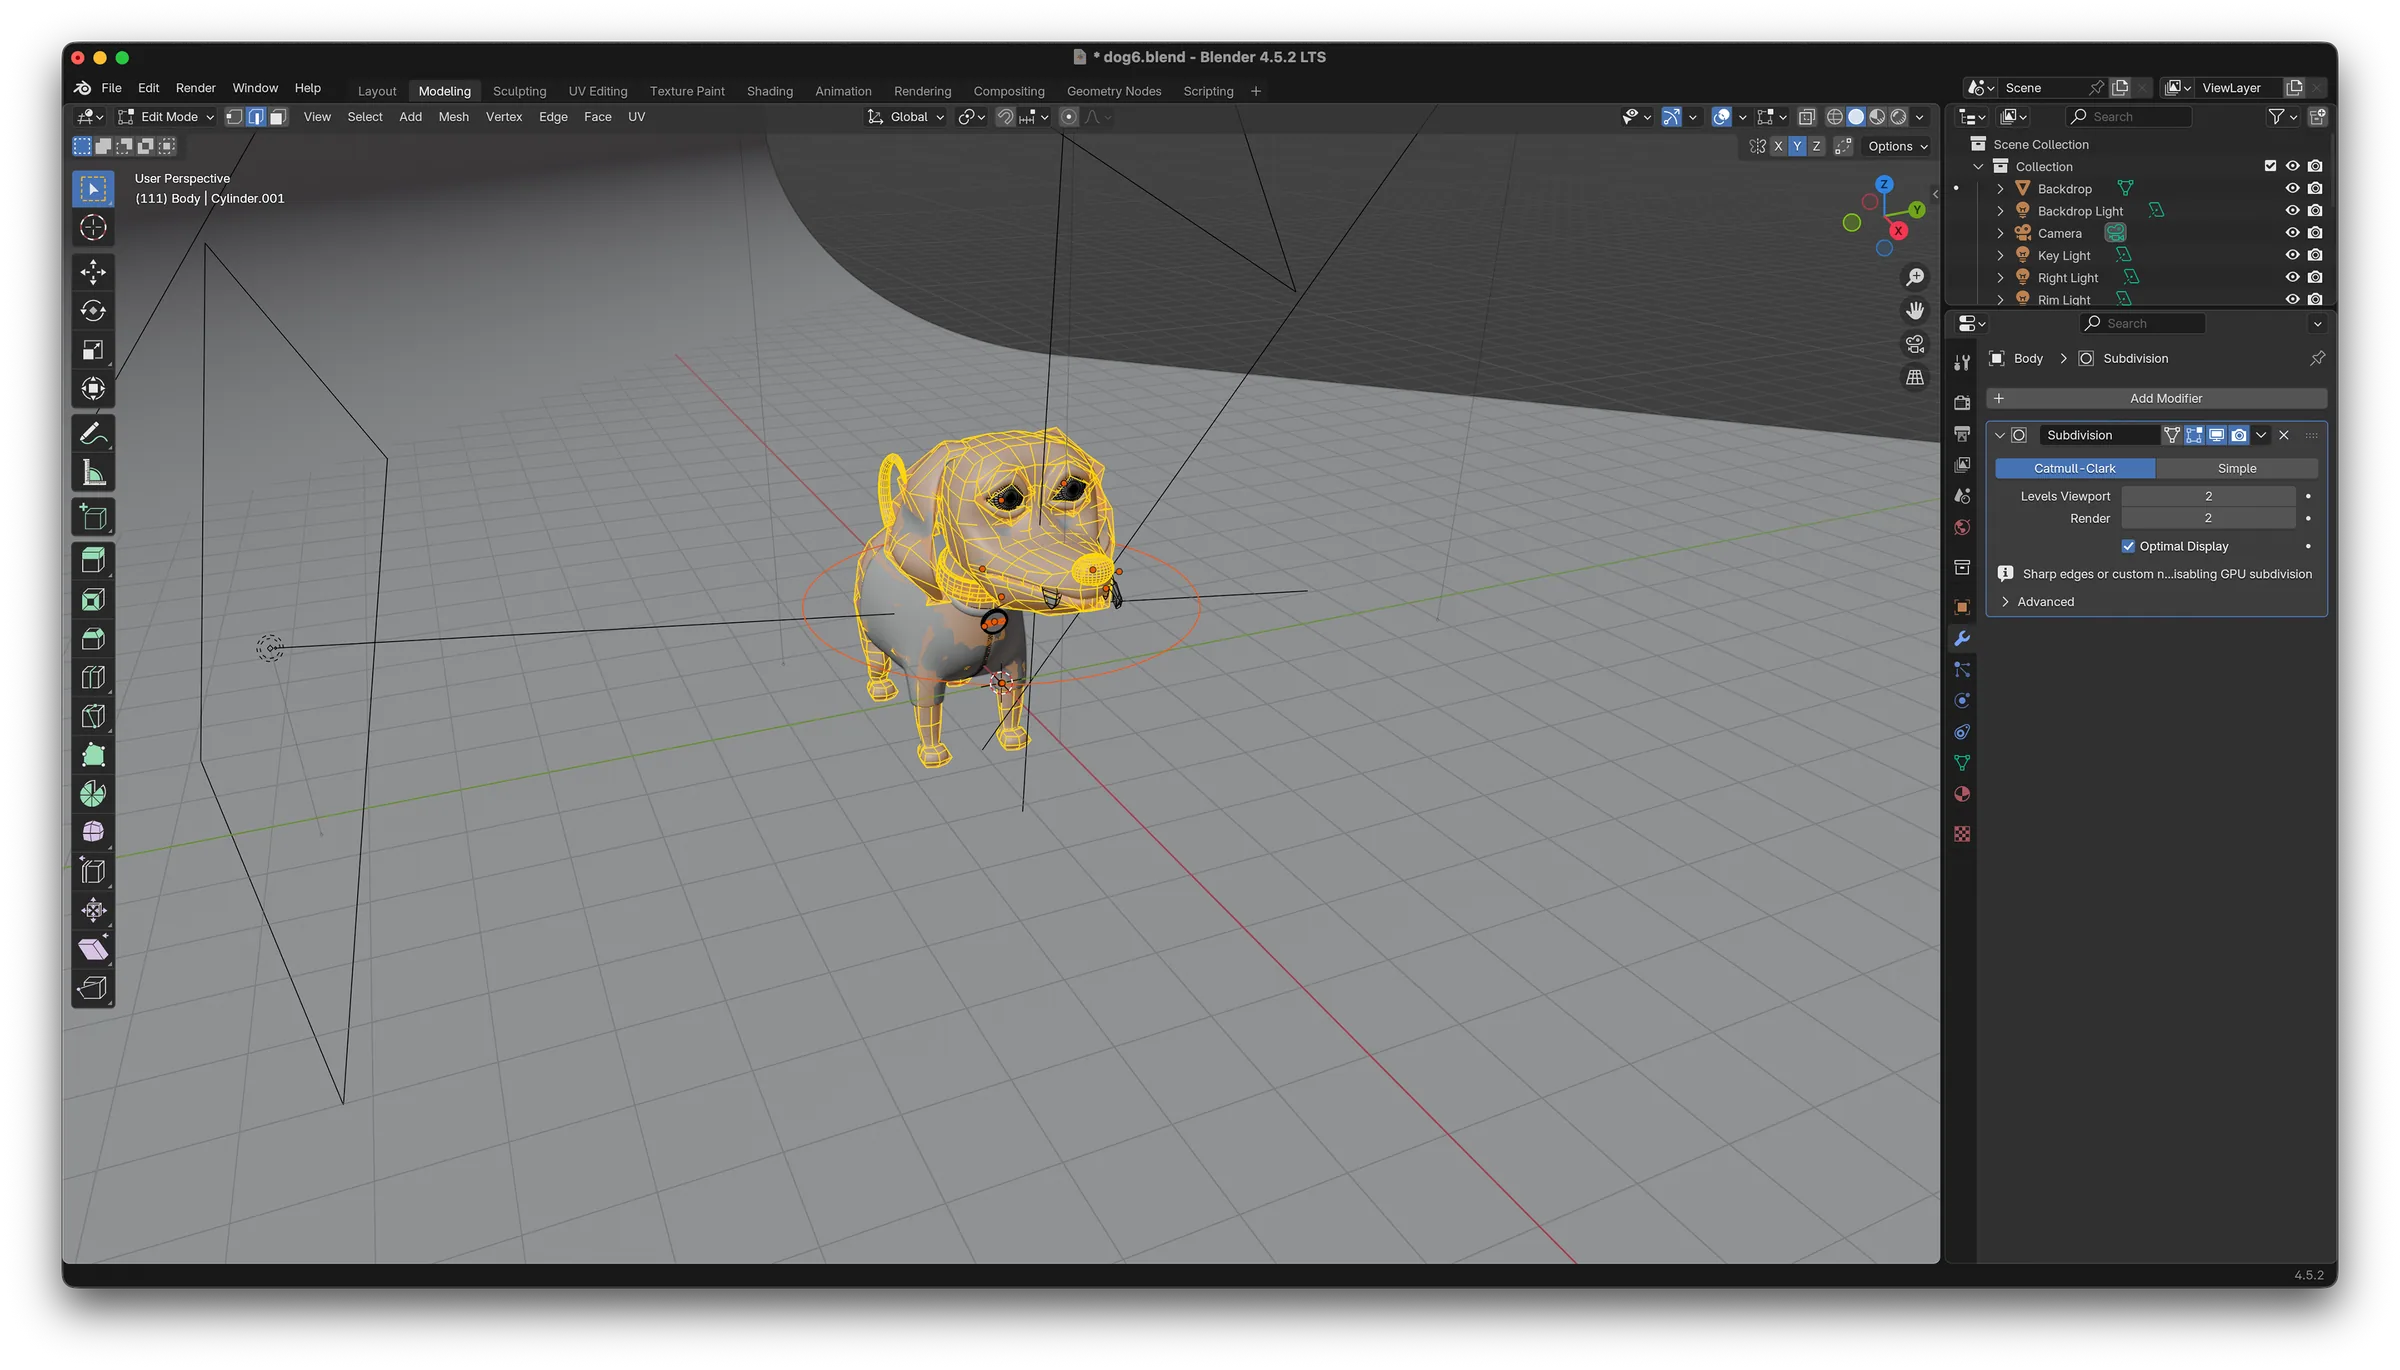 * dog6.blend - Blender 4.5.2 LTS
File Edit Render Window Help Layout Modeling Sculpting UV Editing Texture Paint Shading Animation Rendering Compositing Geometry Nodes Scripting + Scene ViewLayer
Edit Mode View Select Add Mesh Vertex Edge Face UV Global Search
X Y Z Options
User Perspective
(111) Body | Cylinder.001
Z
Y
X
Scene Collection
Collection
Backdrop
Backdrop Light
Camera
Key Light
Right Light
Rim Light
Search
Body > Subdivision
+ Add Modifier
Subdivision
Catmull-Clark Simple
Levels Viewport 2
Render 2
Optimal Display
Sharp edges or custom n...isabling GPU subdivision
Advanced
4.5.2